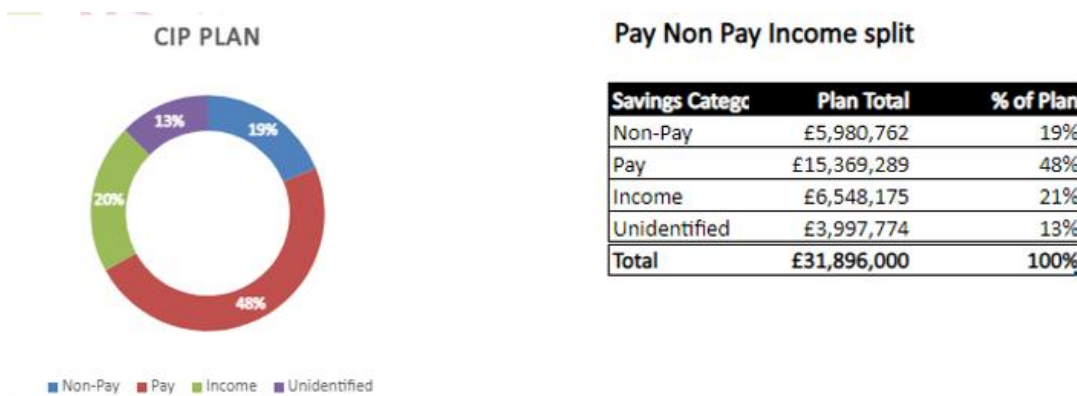 CIP PLAN
13%
19%
20%
48%
Non-Pay Pay Income Unidentified
Pay Non Pay Income split
Savings Catego Plan Total % of Plan
Non-Pay £5,980,762 19%
Pay £15,369,289 48%
Income £6,548,175 21%
Unidentified £3,997,774 13%
Total £31,896,000 100%